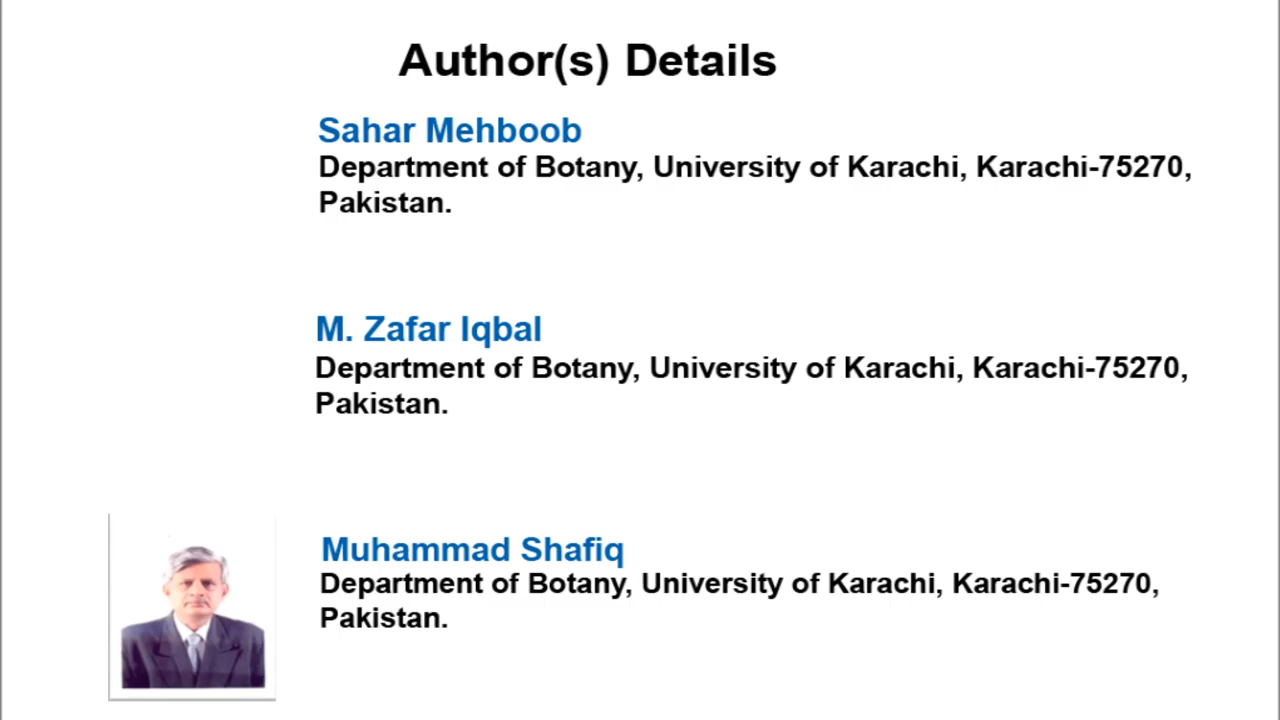 Author(s) Details
Sahar Mehboob
Department of Botany, University of Karachi, Karachi-75270,
Pakistan.
M. Zafar Iqbal
Department of Botany, University of Karachi, Karachi-75270,
Pakistan.
Muhammad Shafiq
Department of Botany, University of Karachi, Karachi-75270,
Pakistan.